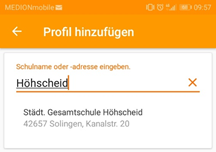 MEDIONmobile
09:57
Profil hinzufügen
Schulname oder -adresse eingeben.
Höhscheid
Städt. Gesamtschule Höhscheid
42657 Solingen, Kanalstr. 20